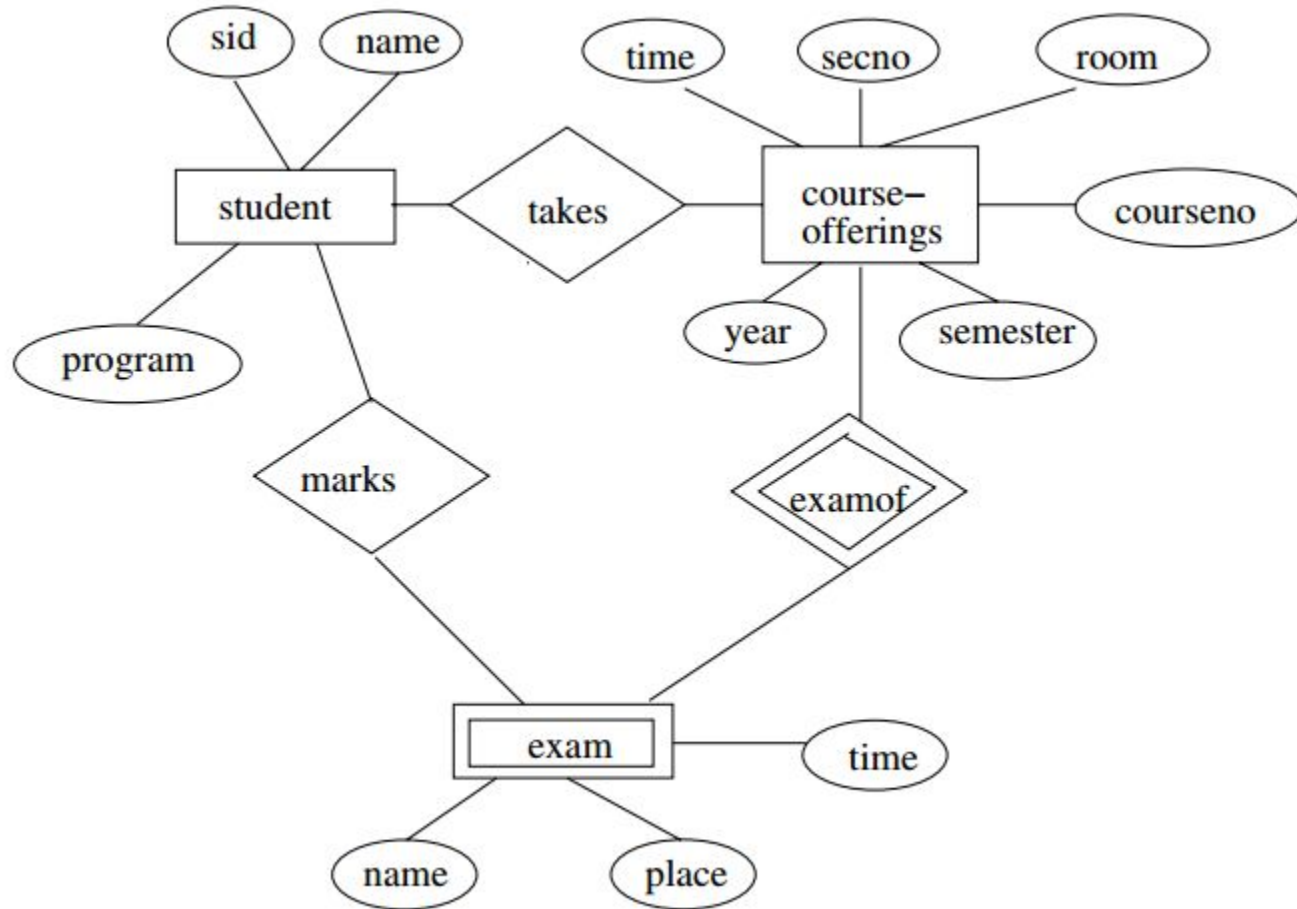 sid
name
time
secno
room
student
takes
course–
offerings
courseno
program
year
semester
marks
examof
exam
time
name
place